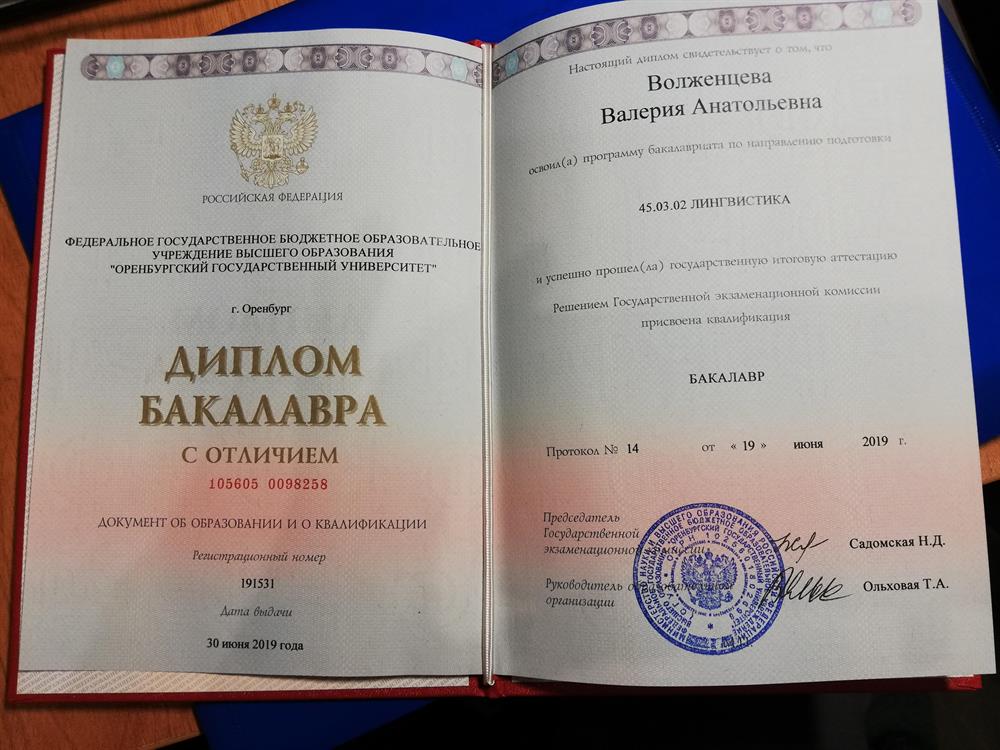 РОССИЙСКАЯ ФЕДЕРАЦИЯ
ФЕДЕРАЛЬНОЕ ГОСУДАРСТВЕННОЕ БЮДЖЕТНОЕ ОБРАЗОВАТЕЛЬНОЕ
УЧРЕЖДЕНИЕ ВЫСШЕГО ОБРАЗОВАНИЯ
"ОРЕНБУРГСКИЙ ГОСУДАРСТВЕННЫЙ УНИВЕРСИТЕТ"
г. Оренбург
ДИПЛОМ
БАКАЛАВРА
С ОТЛИЧИЕМ
105605 0098258
ДОКУМЕНТ ОБ ОБРАЗОВАНИИ И О КВАЛИФИКАЦИИ
Регистрационный номер
191531
Дата выдачи
30 июня 2019 года
Настоящий диплом свидетельствует о том, что
Волженцева
Валерия Анатольевна
освоил(а) программу бакалавриата по направлению подготовки
45.03.02 ЛИНГВИСТИКА
и успешно прошел(ла) государственную итоговую аттестацию
Решением Государственной экзаменационной комиссии
присвоена квалификация
БАКАЛАВР
Протокол № 14 от « 19 » июня 2019 г.
Председатель
Государственной
экзаменационной комиссии
Садомская Н.Д.
Руководитель образовательной
организации
Ольховая Т.А.